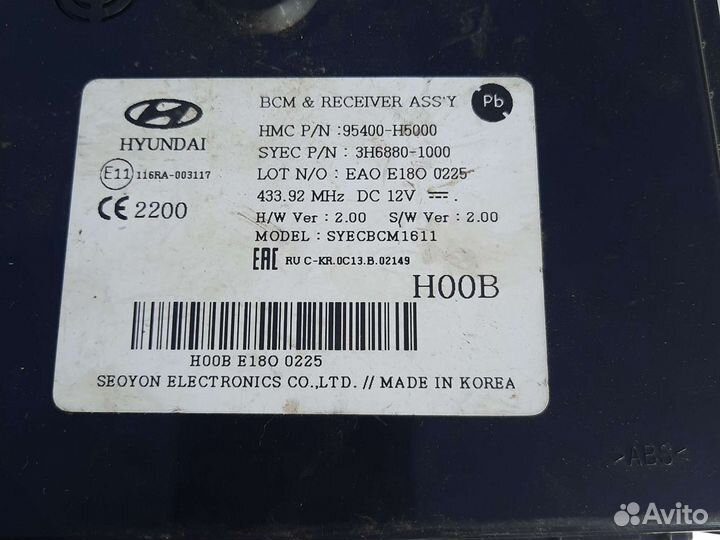 BCM & RECEIVER ASS'Y
Pb
HYUNDAI
HMC P/N : 95400-H5000
SYEC P/N : 3H6880-1000
E11 116RA-003117
LOT N/O : EAO E18O 0225
CE 2200
433.92 MHz DC 12V
H/W Ver : 2.00 S/W Ver : 2.00
MODEL : SYECBCM1611
EAC RU C-KR.OC13.B.02149
H00B
H00B E18O 0225
SEOYON ELECTRONICS CO.,LTD. // MADE IN KOREA
>ABS<
Avito